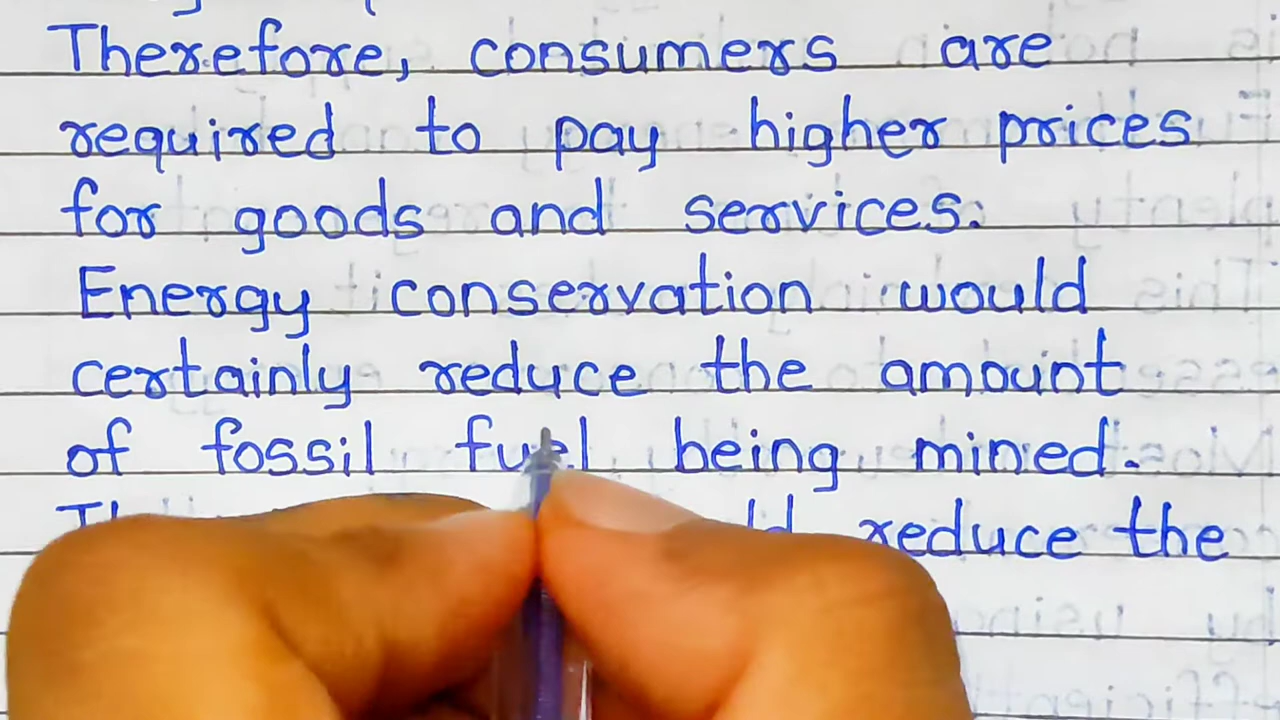 Therefore, consumers are
required to pay higher prices
for goods and services.
Energy conservation would
certainly reduce the amount
of fossil fuel being mined.
reduce the